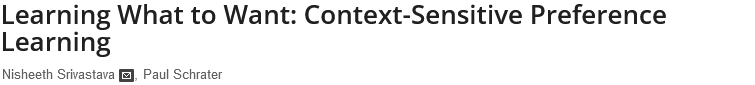 Learning What to Want: Context-Sensitive Preference
Learning
Nisheeth Srivastava , Paul Schrater